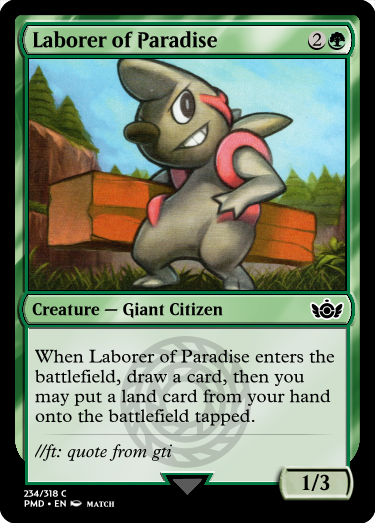 Laborer of Paradise 2
Creature — Giant Citizen
When Laborer of Paradise enters the
battlefield, draw a card, then you
may put a land card from your hand
onto the battlefield tapped.
//ft: quote from gti
1/3
234/318 C
PMD • EN MATCH